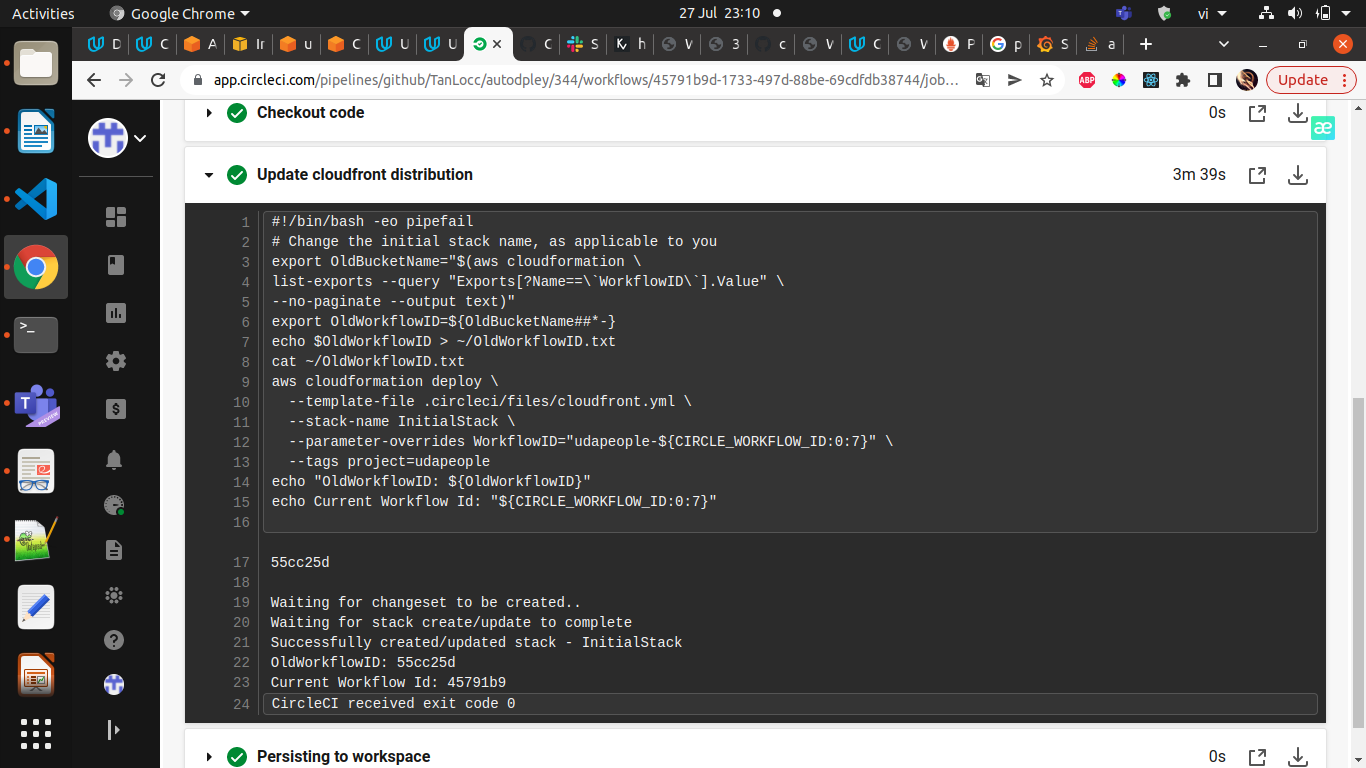 Activities
Google Chrome
27 Jul 23:10
vi
D
C
A
Ir
u
C
U
U
C
S
h
V
3
c
V
C
V
P
p
S
a
app.circleci.com/pipelines/github/TanLocc/autodpley/344/workflows/45791b9d-1733-497d-88be-69cdfdb38744/job…
ABP
Update
Checkout code
0s
æ
Update cloudfront distribution
3m 39s
1 #!/bin/bash -eo pipefail
2 # Change the initial stack name, as applicable to you
3 export OldBucketName="$(aws cloudformation \
4 list-exports --query "Exports[?Name==\`WorkflowID\`].Value" \
5 --no-paginate --output text)"
6 export OldWorkflowID=${OldBucketName##*-}
7 echo $OldWorkflowID > ~/OldWorkflowID.txt
8 cat ~/OldWorkflowID.txt
9 aws cloudformation deploy \
10 --template-file .circleci/files/cloudfront.yml \
11 --stack-name InitialStack \
12 --parameter-overrides WorkflowID="udapeople-${CIRCLE_WORKFLOW_ID:0:7}" \
13 --tags project=udapeople
14 echo "OldWorkflowID: ${OldWorkflowID}"
15 echo Current Workflow Id: "${CIRCLE_WORKFLOW_ID:0:7}"
16
17 55cc25d
18
19 Waiting for changeset to be created..
20 Waiting for stack create/update to complete
21 Successfully created/updated stack - InitialStack
22 OldWorkflowID: 55cc25d
23 Current Workflow Id: 45791b9
24 CircleCI received exit code 0
Persisting to workspace
0s